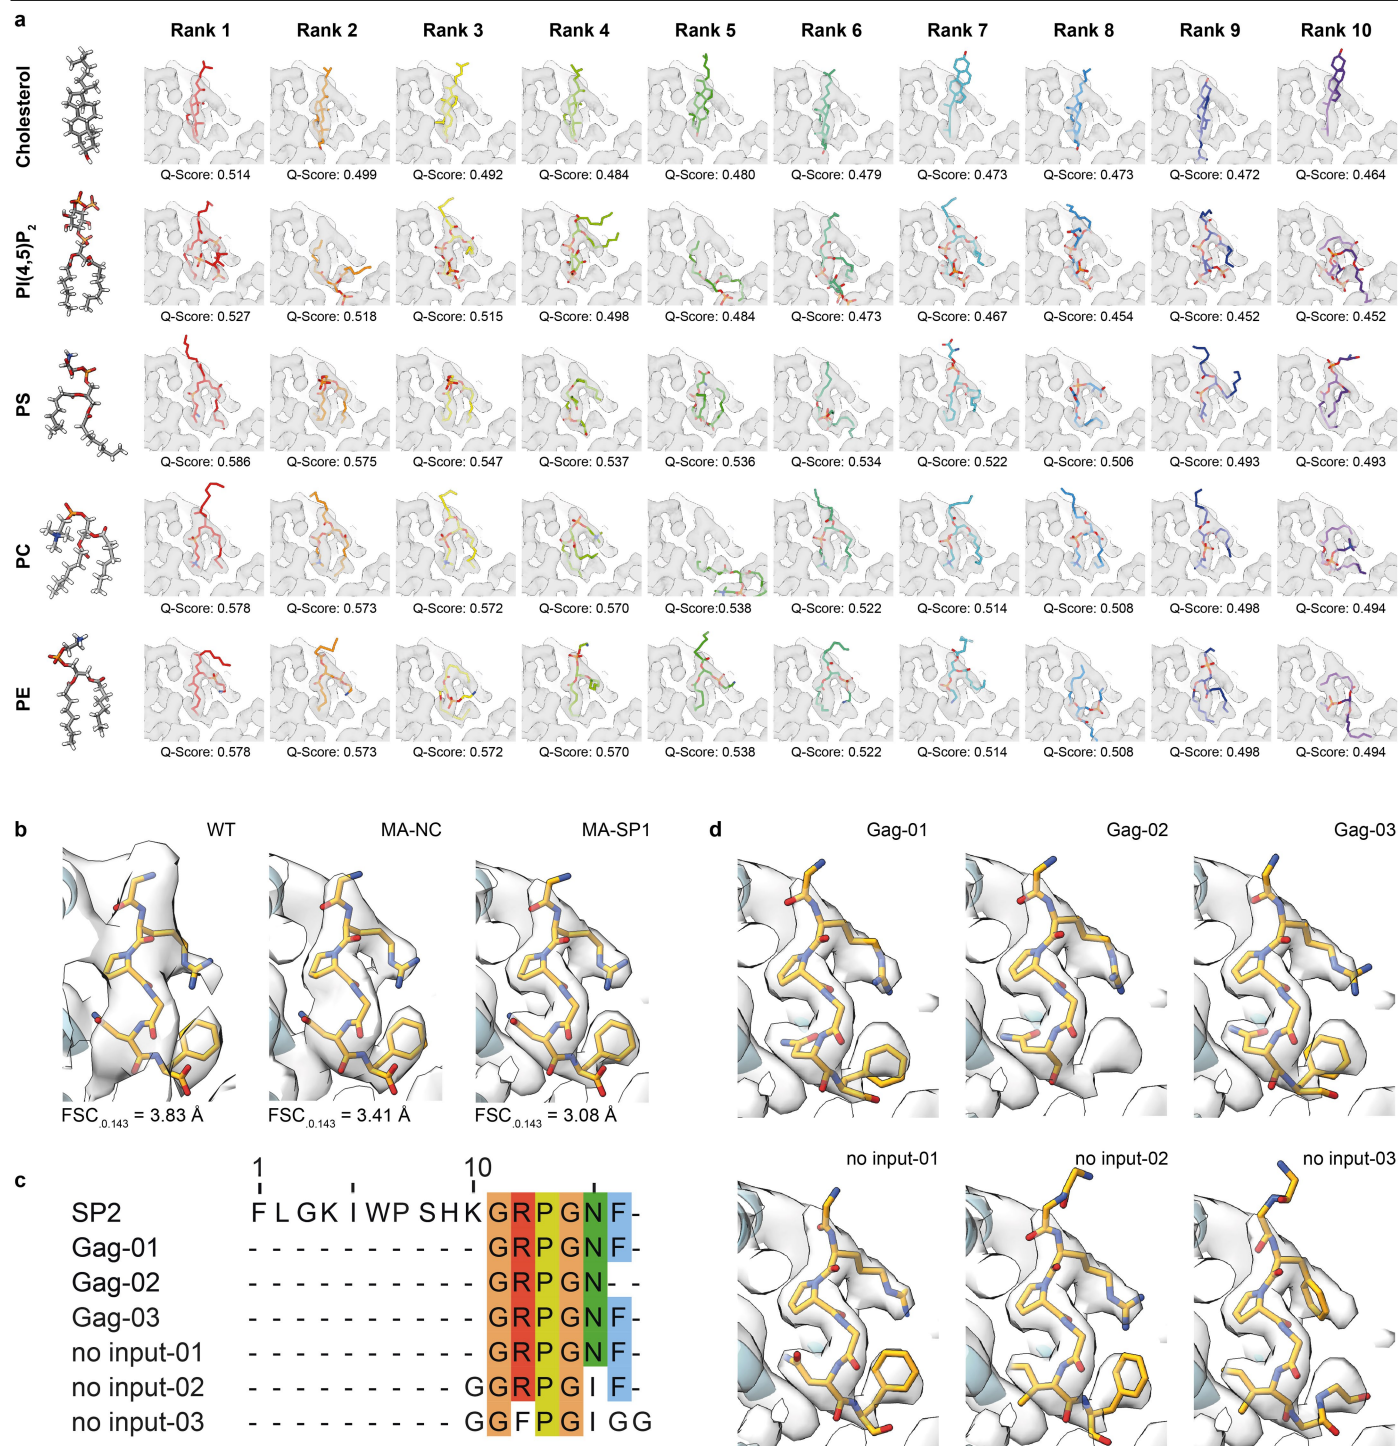 a
Rank 1 Rank 2 Rank 3 Rank 4 Rank 5 Rank 6 Rank 7 Rank 8 Rank 9 Rank 10
Cholesterol
Q-Score: 0.514 Q-Score: 0.499 Q-Score: 0.492 Q-Score: 0.484 Q-Score: 0.480 Q-Score: 0.479 Q-Score: 0.473 Q-Score: 0.473 Q-Score: 0.472 Q-Score: 0.464
PI(4,5)P2
Q-Score: 0.527 Q-Score: 0.518 Q-Score: 0.515 Q-Score: 0.498 Q-Score: 0.484 Q-Score: 0.473 Q-Score: 0.467 Q-Score: 0.454 Q-Score: 0.452 Q-Score: 0.452
PS
Q-Score: 0.586 Q-Score: 0.575 Q-Score: 0.547 Q-Score: 0.537 Q-Score: 0.536 Q-Score: 0.534 Q-Score: 0.522 Q-Score: 0.506 Q-Score: 0.493 Q-Score: 0.493
PC
Q-Score: 0.578 Q-Score: 0.573 Q-Score: 0.572 Q-Score: 0.570 Q-Score:0.538 Q-Score: 0.522 Q-Score: 0.514 Q-Score: 0.508 Q-Score: 0.498 Q-Score: 0.494
PE
Q-Score: 0.578 Q-Score: 0.573 Q-Score: 0.572 Q-Score: 0.570 Q-Score: 0.538 Q-Score: 0.522 Q-Score: 0.514 Q-Score: 0.508 Q-Score: 0.498 Q-Score: 0.494
b
WT MA-NC MA-SP1
FSC.0.143 = 3.83 Å FSC.0.143 = 3.41 Å FSC.0.143 = 3.08 Å
c
1 10
SP2 F L G K I W P S H K G R P G N F -
Gag-01 - - - - - - - - - - G R P G N F -
Gag-02 - - - - - - - - - - G R P G N - -
Gag-03 - - - - - - - - - - G R P G N F -
no input-01 - - - - - - - - - - G R P G N F -
no input-02 - - - - - - - - - G G R P G I F -
no input-03 - - - - - - - - - G G F P G I G G
d
Gag-01 Gag-02 Gag-03
no input-01 no input-02 no input-03